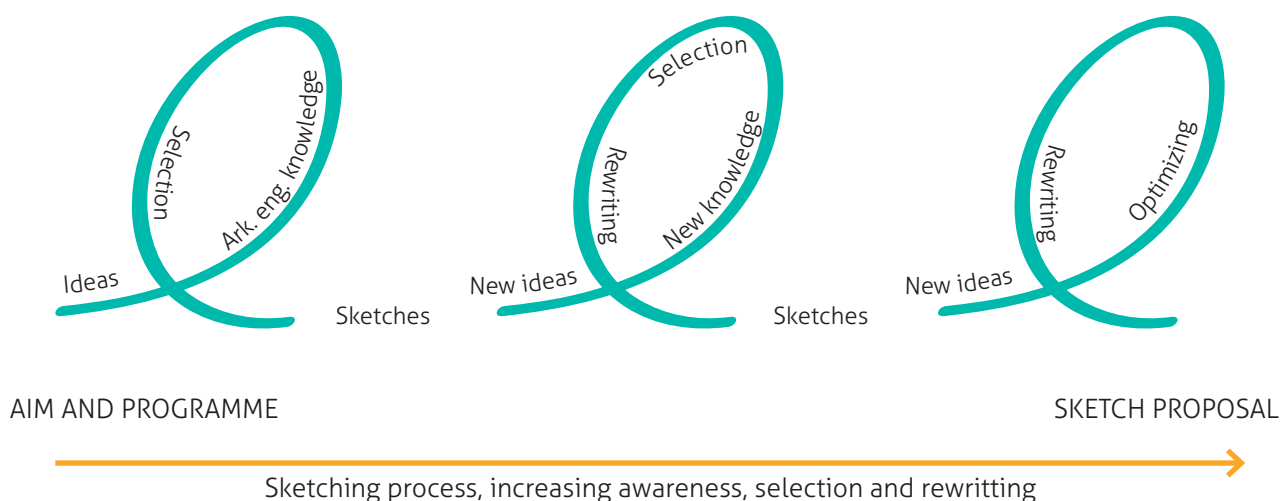 Ideas
Selection
Ark. eng. knowledge
Sketches
New ideas
Rewriting
Selection
New knowledge
Sketches
New ideas
Rewriting
Optimizing
AIM AND PROGRAMME
SKETCH PROPOSAL
Sketching process, increasing awareness, selection and rewritting